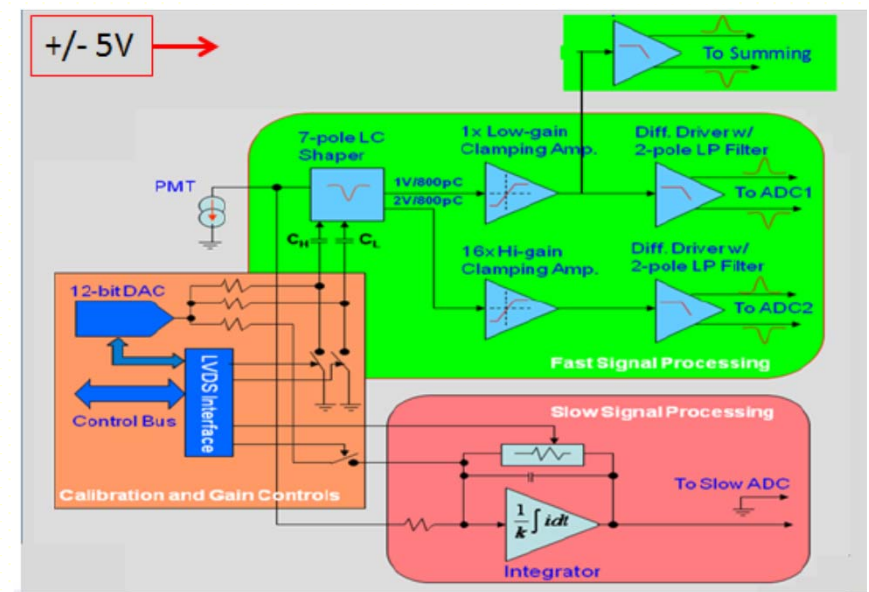 +/- 5V
To Summing
7-pole LC
Shaper
1x Low-gain
Clamping Amp.
Diff. Driver w/
2-pole LP Filter
PMT
1V/800pC
2V/800pC
To ADC1
CH
CL
16x Hi-gain
Clamping Amp.
Diff. Driver w/
2-pole LP Filter
To ADC2
Fast Signal Processing
12-bit DAC
LVDS Interface
Control Bus
Calibration and Gain Controls
Slow Signal Processing
To Slow ADC
1/k ∫ idt
Integrator